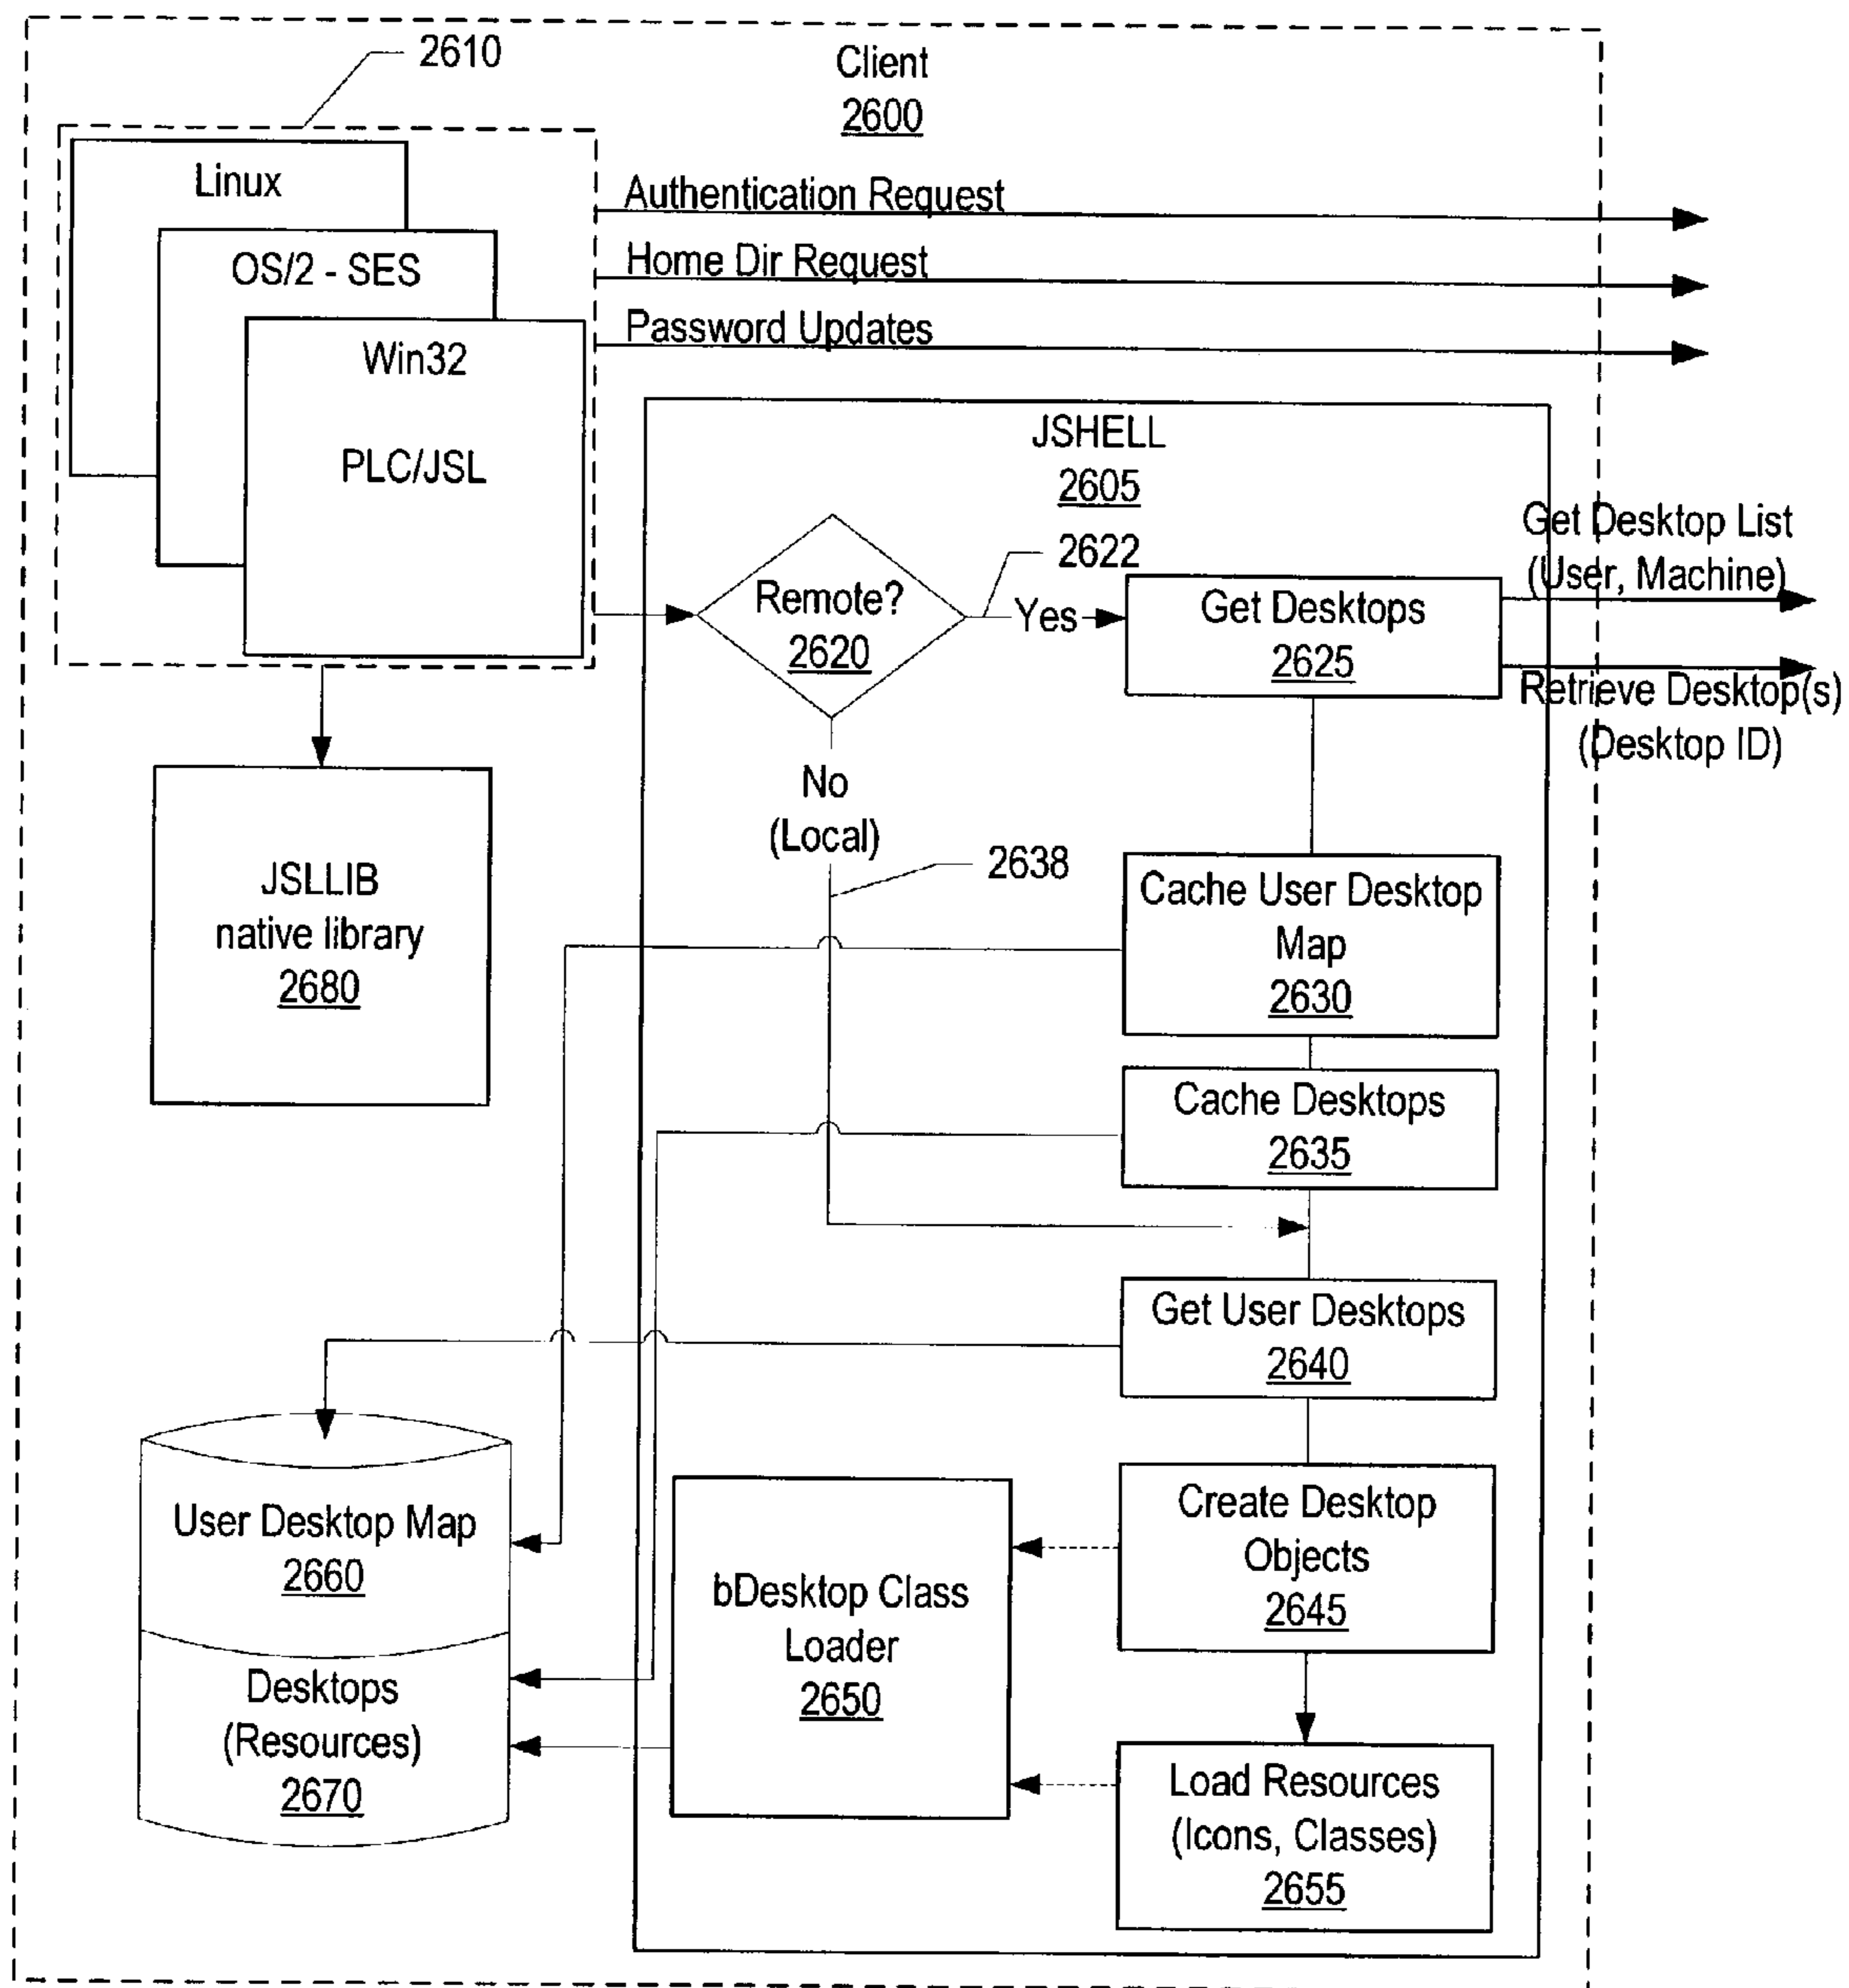 2610
Client
2600
Linux
OS/2 - SES
Win32
PLC/JSL
Authentication Request
Home Dir Request
Password Updates
JSHELL
2605
Remote?
2620
2622
Yes
Get Desktops
2625
Get Desktop List
(User, Machine)
Retrieve Desktop(s)
(Desktop ID)
No
(Local)
2638
JSLLIB
native library
2680
Cache User Desktop
Map
2630
Cache Desktops
2635
Get User Desktops
2640
User Desktop Map
2660
Desktops
(Resources)
2670
bDesktop Class
Loader
2650
Create Desktop
Objects
2645
Load Resources
(Icons, Classes)
2655